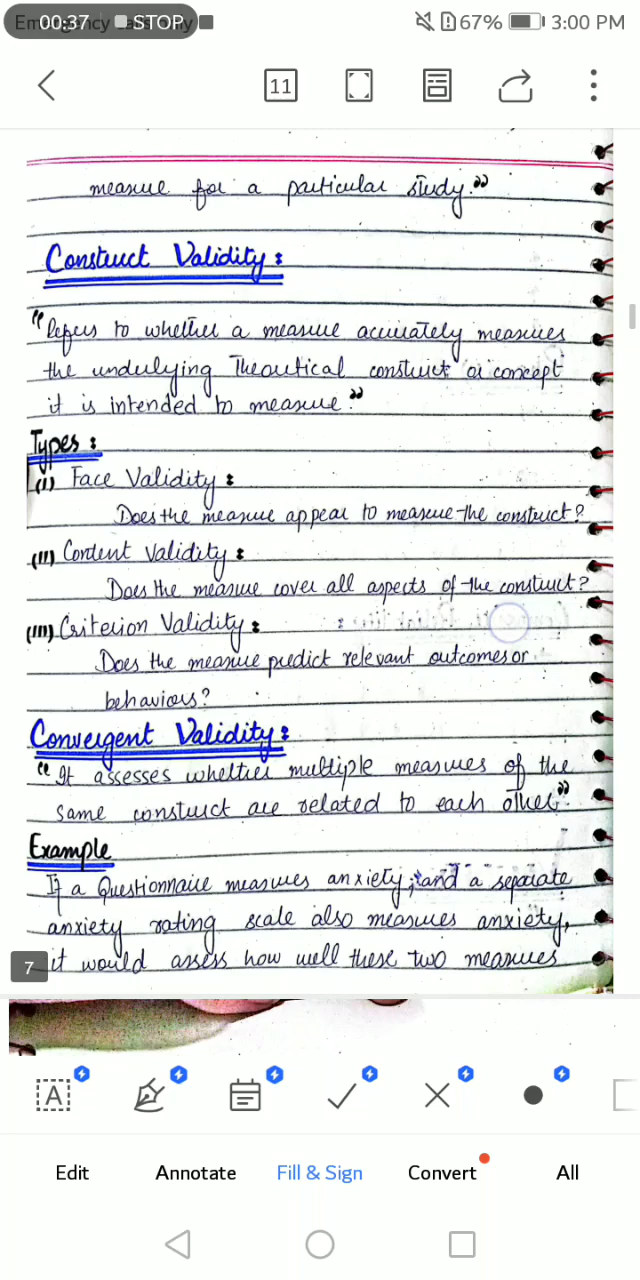 00:37 STOP 67% 3:00 PM
11
measure for a particular study.”
Construct Validity:
“Refers to whether a measure accurately measures
the underlying Theoretical construct or concept
it is intended to measure.”
Types:
(I) Face Validity:
Does the measure appear to measure the construct?
(II) Content Validity:
Does the measure cover all aspects of the construct?
(III) Criterion Validity:
Does the measure predict relevant outcomes or
behaviors?
Convergent Validity:
“It assesses whether multiple measures of the
same construct are related to each other.”
Example
If a Questionnaire measures anxiety, and a separate
anxiety rating scale also measures anxiety,
it would assess how well these two measures
7
A
Edit Annotate Fill & Sign Convert All